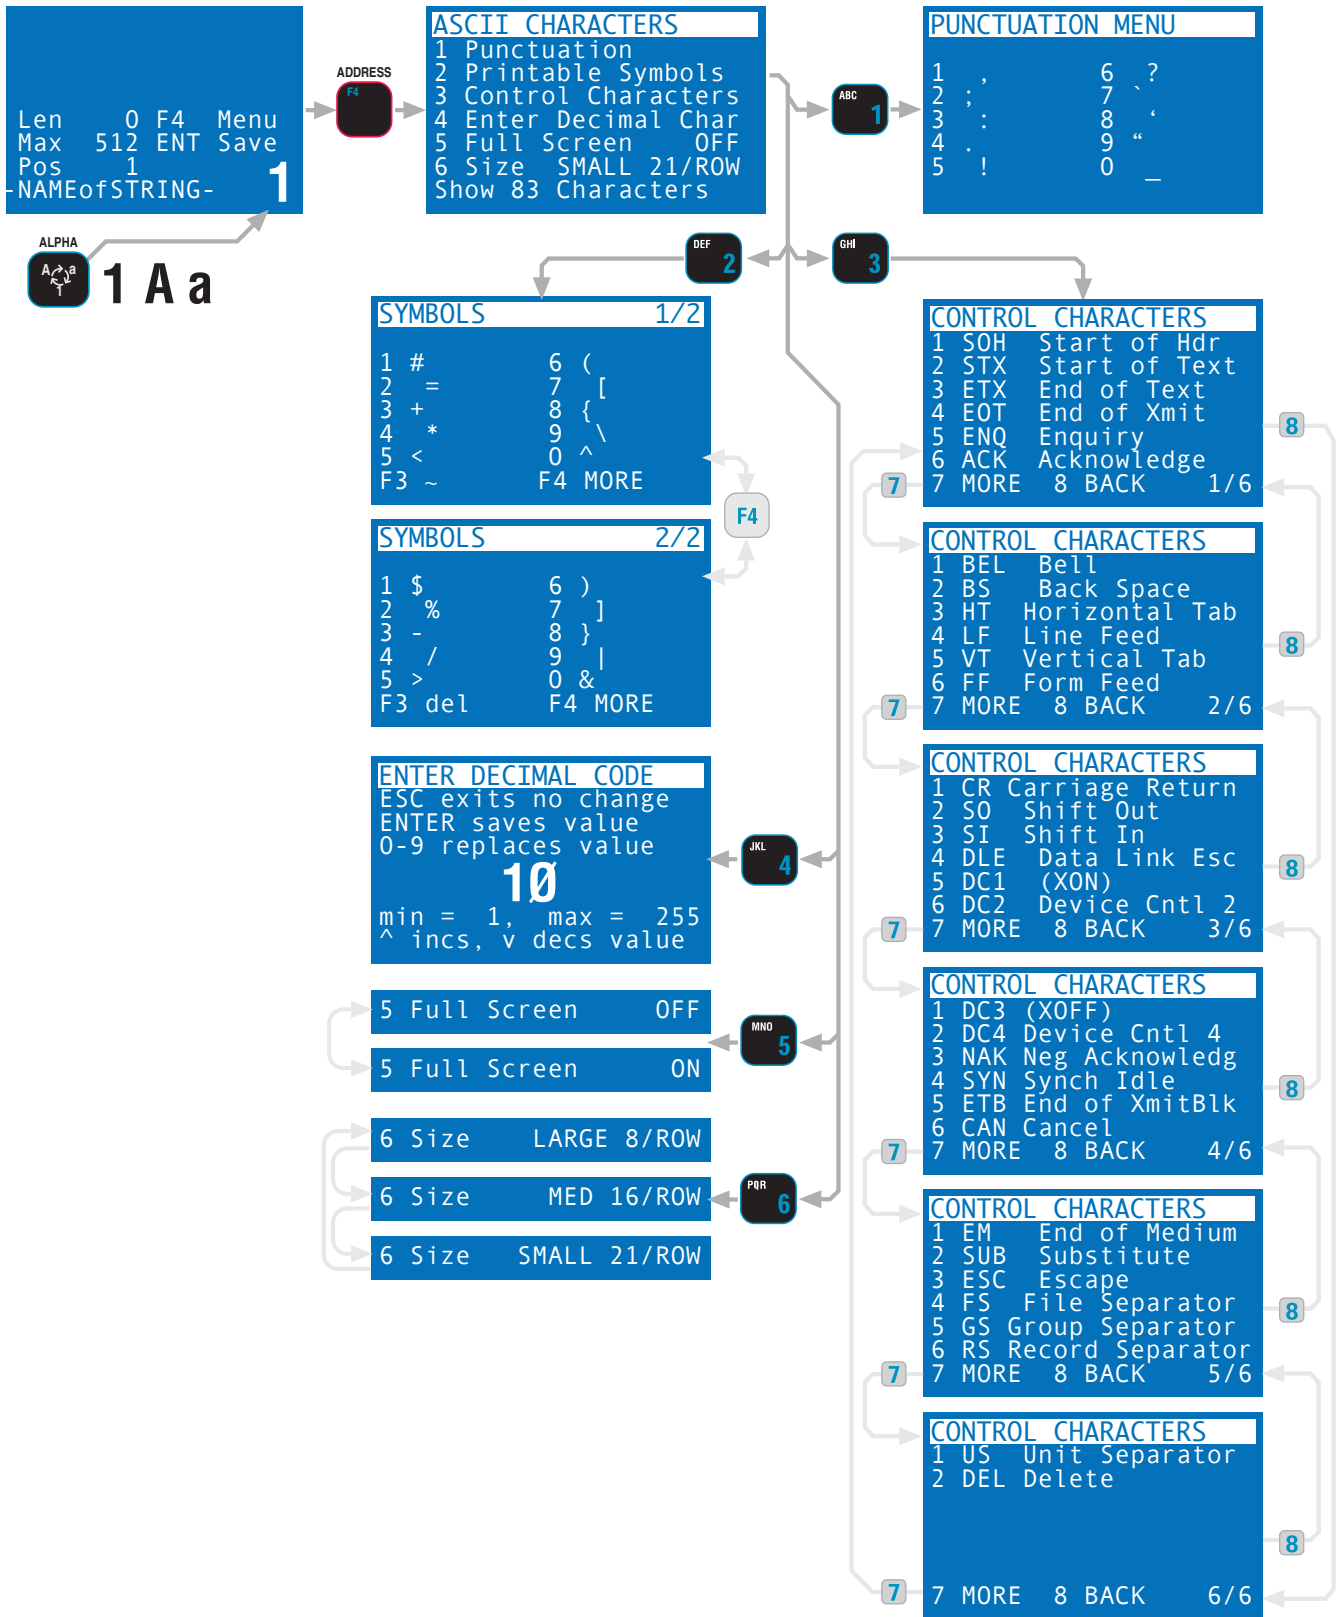 Len 0 F4 Menu
Max 512 ENT Save
Pos 1
-NAMEofSTRING- 1
ALPHA
A a 1
1 A a
ADDRESS
F4
ASCII CHARACTERS
1 Punctuation
2 Printable Symbols
3 Control Characters
4 Enter Decimal Char
5 Full Screen OFF
6 Size SMALL 21/ROW
Show 83 Characters
ABC 1
PUNCTUATION MENU
1 , 6 ?
2 ; 7 `
3 : 8 ‘
4 . 9 “
5 ! 0 _
DEF 2
GHI 3
SYMBOLS 1/2
1 # 6 (
2 = 7 [
3 + 8 {
4 * 9 \
5 < 0 ^
F3 ~ F4 MORE
F4
SYMBOLS 2/2
1 $ 6 )
2 % 7 ]
3 - 8 }
4 / 9 |
5 > 0 &
F3 del F4 MORE
ENTER DECIMAL CODE
ESC exits no change
ENTER saves value
0-9 replaces value
10
min = 1, max = 255
^ incs, v decs value
JKL 4
5 Full Screen OFF
5 Full Screen ON
MNO 5
6 Size LARGE 8/ROW
6 Size MED 16/ROW
6 Size SMALL 21/ROW
PQR 6
CONTROL CHARACTERS
1 SOH Start of Hdr
2 STX Start of Text
3 ETX End of Text
4 EOT End of Xmit
5 ENQ Enquiry
6 ACK Acknowledge
7 MORE 8 BACK 1/6
7
8
CONTROL CHARACTERS
1 BEL Bell
2 BS Back Space
3 HT Horizontal Tab
4 LF Line Feed
5 VT Vertical Tab
6 FF Form Feed
7 MORE 8 BACK 2/6
7
8
CONTROL CHARACTERS
1 CR Carriage Return
2 SO Shift Out
3 SI Shift In
4 DLE Data Link Esc
5 DC1 (XON)
6 DC2 Device Cntl 2
7 MORE 8 BACK 3/6
7
8
CONTROL CHARACTERS
1 DC3 (XOFF)
2 DC4 Device Cntl 4
3 NAK Neg Acknowledg
4 SYN Synch Idle
5 ETB End of XmitBlk
6 CAN Cancel
7 MORE 8 BACK 4/6
7
8
CONTROL CHARACTERS
1 EM End of Medium
2 SUB Substitute
3 ESC Escape
4 FS File Separator
5 GS Group Separator
6 RS Record Separator
7 MORE 8 BACK 5/6
7
8
CONTROL CHARACTERS
1 US Unit Separator
2 DEL Delete
7 MORE 8 BACK 6/6
7
8